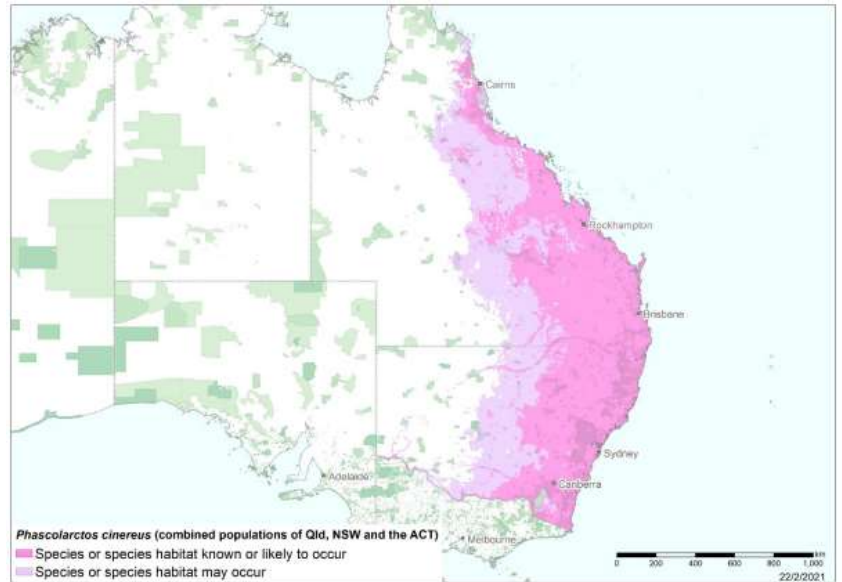 Cairns
Rockhampton
Brisbane
Sydney
Canberra
Adelaide
Melbourne
Phascolarctos cinereus (combined populations of Qld, NSW and the ACT)
Species or species habitat known or likely to occur
Species or species habitat may occur
km
0 200 400 600 800 1,000
22/2/2021